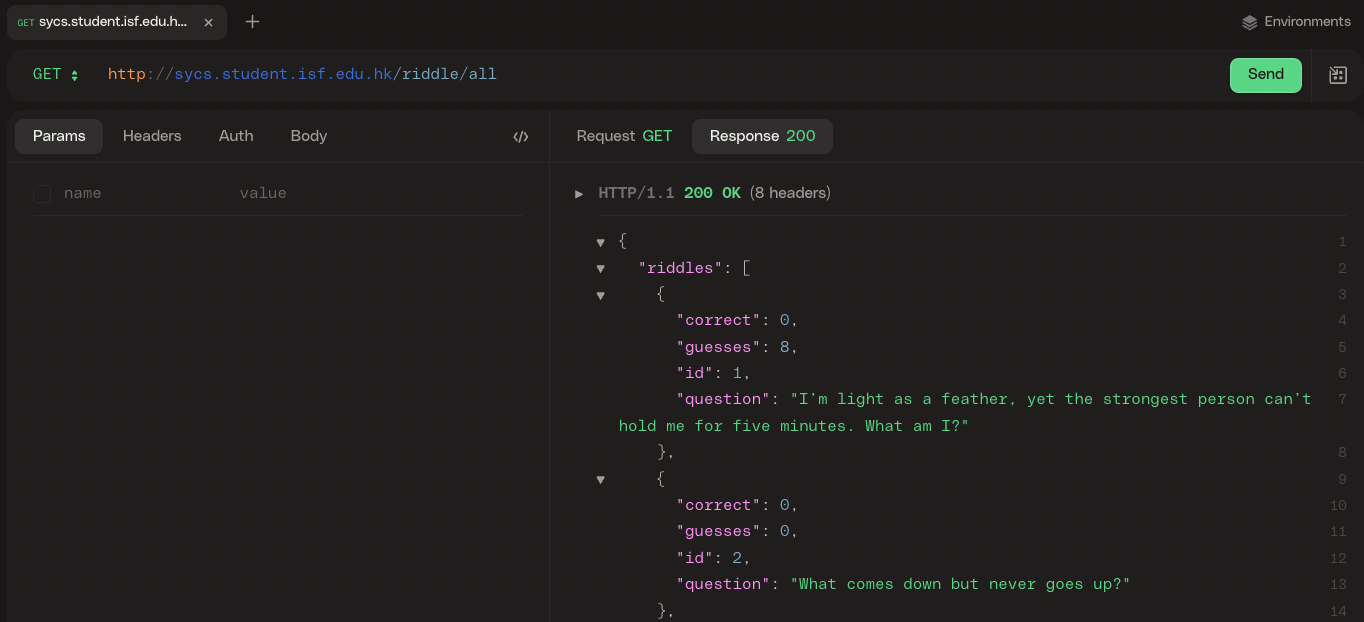 GET sycs.student.isf.edu.h... × +
Environments
GET http://sycs.student.isf.edu.hk/riddle/all
Send
Params Headers Auth Body </>
Request GET Response 200
name value
▶ HTTP/1.1 200 OK (8 headers)
▼ { 1
▼ "riddles": [ 2
▼ { 3
"correct": 0, 4
"guesses": 8, 5
"id": 1, 6
"question": "I'm light as a feather, yet the strongest person can't 7
hold me for five minutes. What am I?"
}, 8
▼ { 9
"correct": 0, 10
"guesses": 0, 11
"id": 2, 12
"question": "What comes down but never goes up?" 13
}, 14